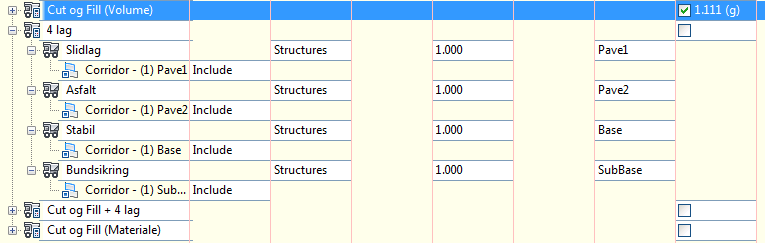 Cut og Fill (Volume) 1.111 (g)
4 lag
Slidlag Structures 1.000 Pave1
Corridor - (1) Pave1 Include
Asfalt Structures 1.000 Pave2
Corridor - (1) Pave2 Include
Stabil Structures 1.000 Base
Corridor - (1) Base Include
Bundsikring Structures 1.000 SubBase
Corridor - (1) Sub... Include
Cut og Fill + 4 lag
Cut og Fill (Materiale)